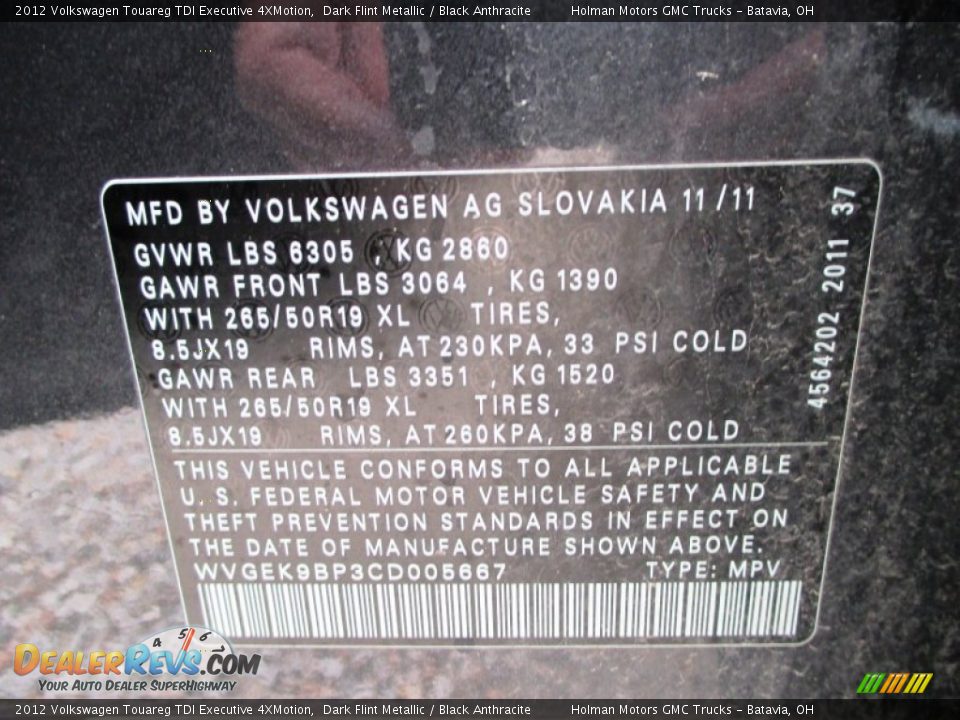 2012 Volkswagen Touareg TDI Executive 4XMotion, Dark Flint Metallic / Black Anthracite Holman Motors GMC Trucks – Batavia, OH
MFD BY VOLKSWAGEN AG SLOVAKIA 11 /11
GVWR LBS 6305 , KG 2860
GAWR FRONT LBS 3064 , KG 1390
WITH 265/50R19 XL TIRES,
8.5JX19 RIMS, AT 230KPA, 33 PSI COLD
GAWR REAR LBS 3351 , KG 1520
WITH 265/50R19 XL TIRES,
8.5JX19 RIMS, AT 260KPA, 38 PSI COLD
4564202 2011 37
THIS VEHICLE CONFORMS TO ALL APPLICABLE
U. S. FEDERAL MOTOR VEHICLE SAFETY AND
THEFT PREVENTION STANDARDS IN EFFECT ON
THE DATE OF MANUFACTURE SHOWN ABOVE.
WVGEK9BP3CD005667 TYPE: MPV
4 5 6
DEALERREVS.COM
YOUR AUTO DEALER SUPERHIGHWAY
2012 Volkswagen Touareg TDI Executive 4XMotion, Dark Flint Metallic / Black Anthracite Holman Motors GMC Trucks – Batavia, OH